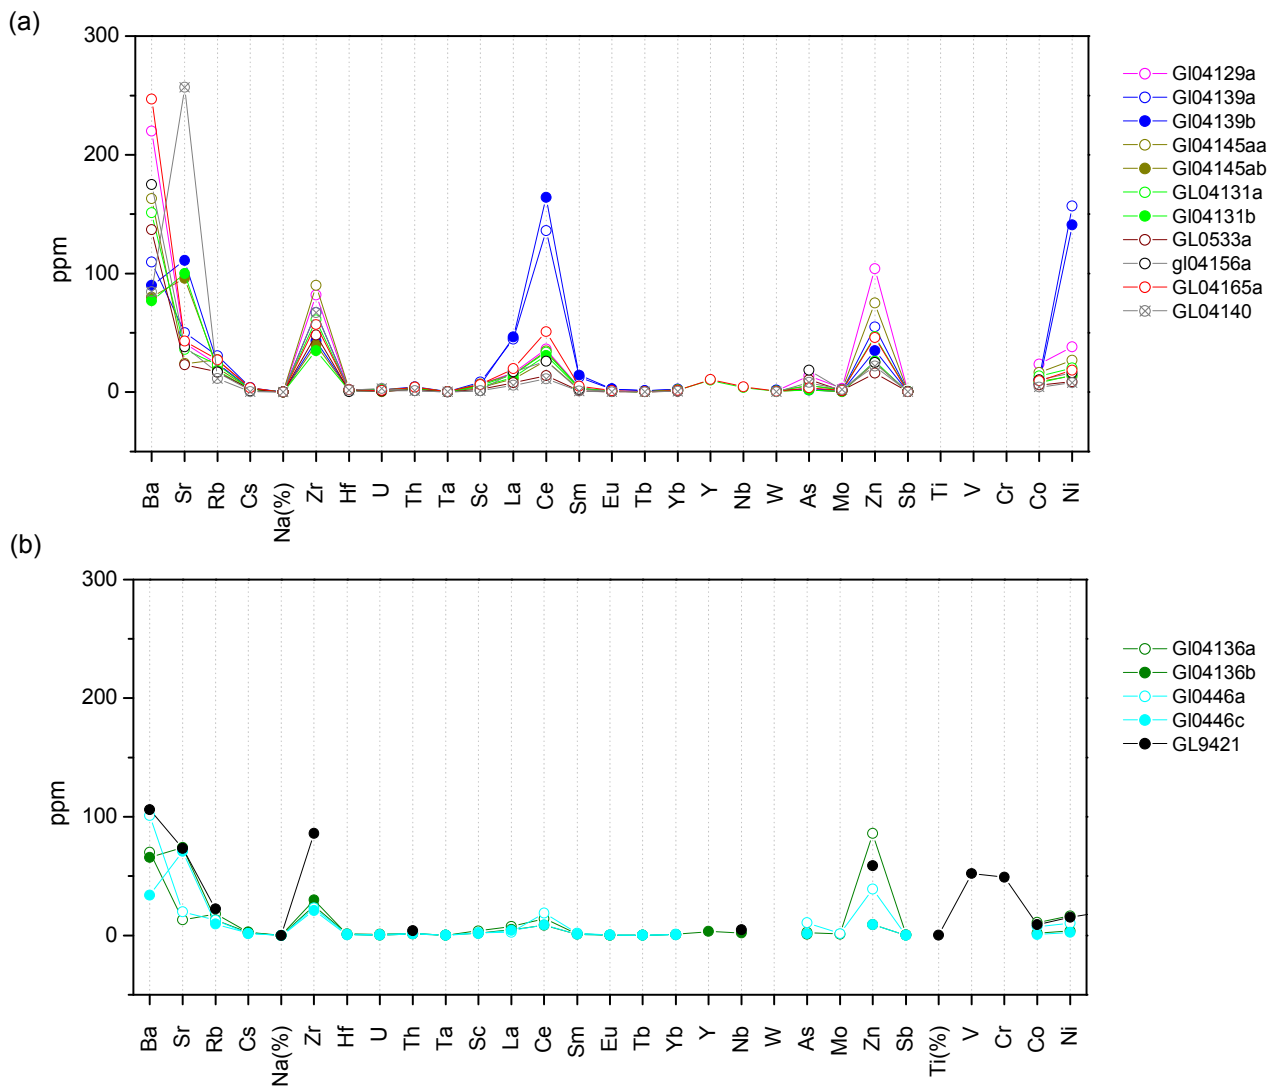 (a)
300
200
100
0
ppm
Ba Sr Rb Cs Na(%) Zr Hf U Th Ta Sc La Ce Sm Eu Tb Yb Y Nb W As Mo Zn Sb Ti V Cr Co Ni
Gl04129a
Gl04139a
Gl04139b
Gl04145aa
Gl04145ab
GL04131a
Gl04131b
GL0533a
gl04156a
GL04165a
GL04140
(b)
300
200
100
0
ppm
Ba Sr Rb Cs Na(%) Zr Hf U Th Ta Sc La Ce Sm Eu Tb Yb Y Nb W As Mo Zn Sb Ti(%) V Cr Co Ni
Gl04136a
Gl04136b
Gl0446a
Gl0446c
GL9421